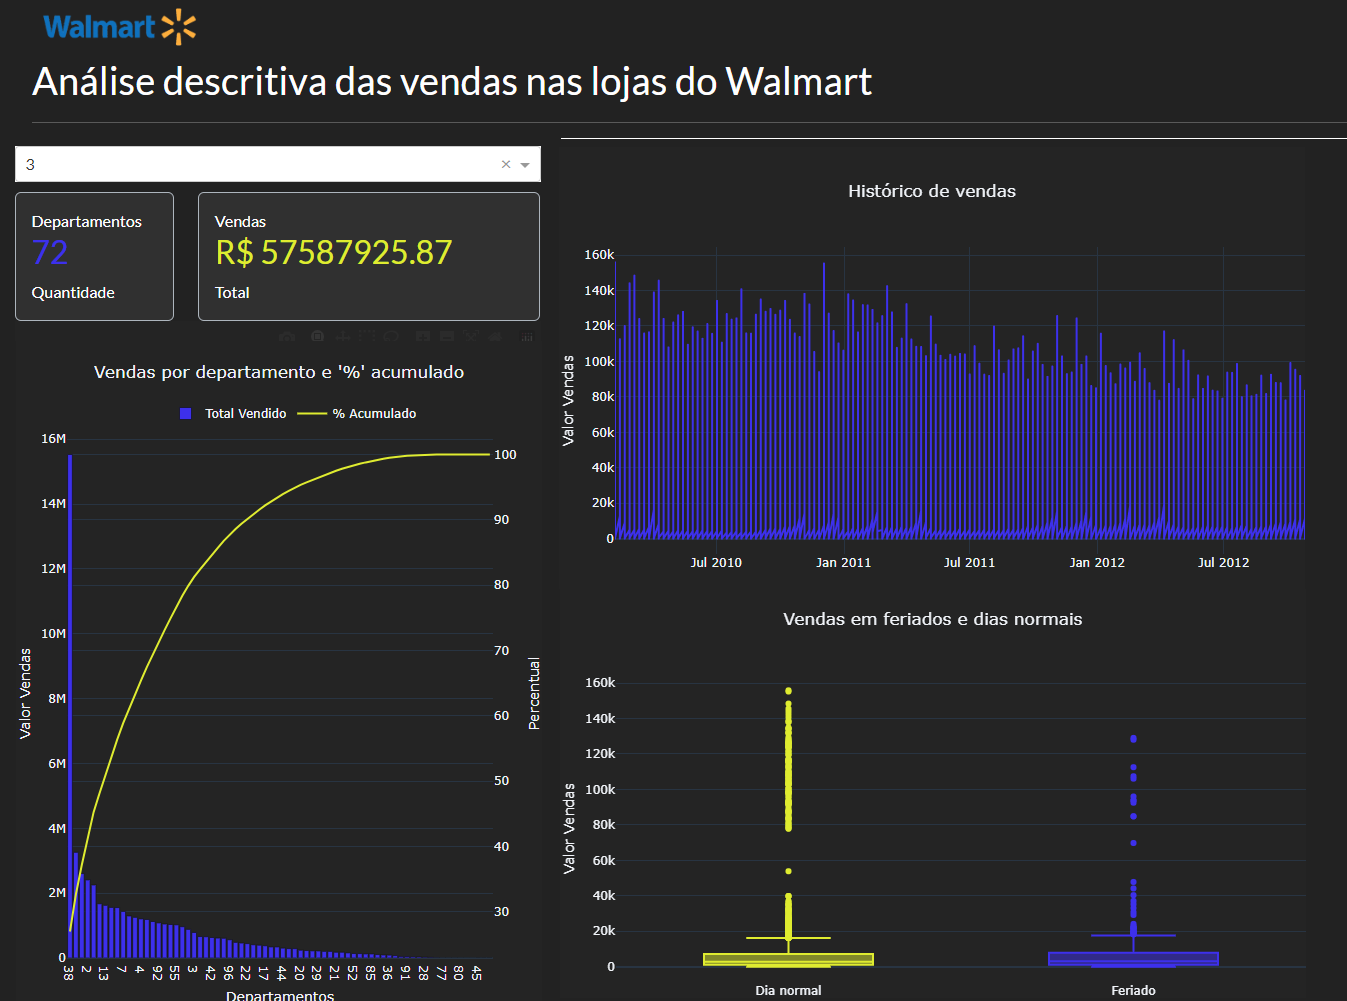 Walmart
Análise descritiva das vendas nas lojas do Walmart
3
Departamentos
72
Quantidade
Vendas
R$ 57587925.87
Total
Vendas por departamento e '%' acumulado
Total Vendido
% Acumulado
16M
14M
12M
10M
8M
6M
4M
2M
0
Valor Vendas
100
90
80
70
60
50
40
30
Percentual
38 2 13 7 4 92 55 3 42 96 22 17 44 20 29 21 52 85 36 91 28 77 80 45
Departamentos
Histórico de vendas
160k
140k
120k
100k
80k
60k
40k
20k
0
Valor Vendas
Jul 2010 Jan 2011 Jul 2011 Jan 2012 Jul 2012
Vendas em feriados e dias normais
160k
140k
120k
100k
80k
60k
40k
20k
0
Valor Vendas
Dia normal Feriado